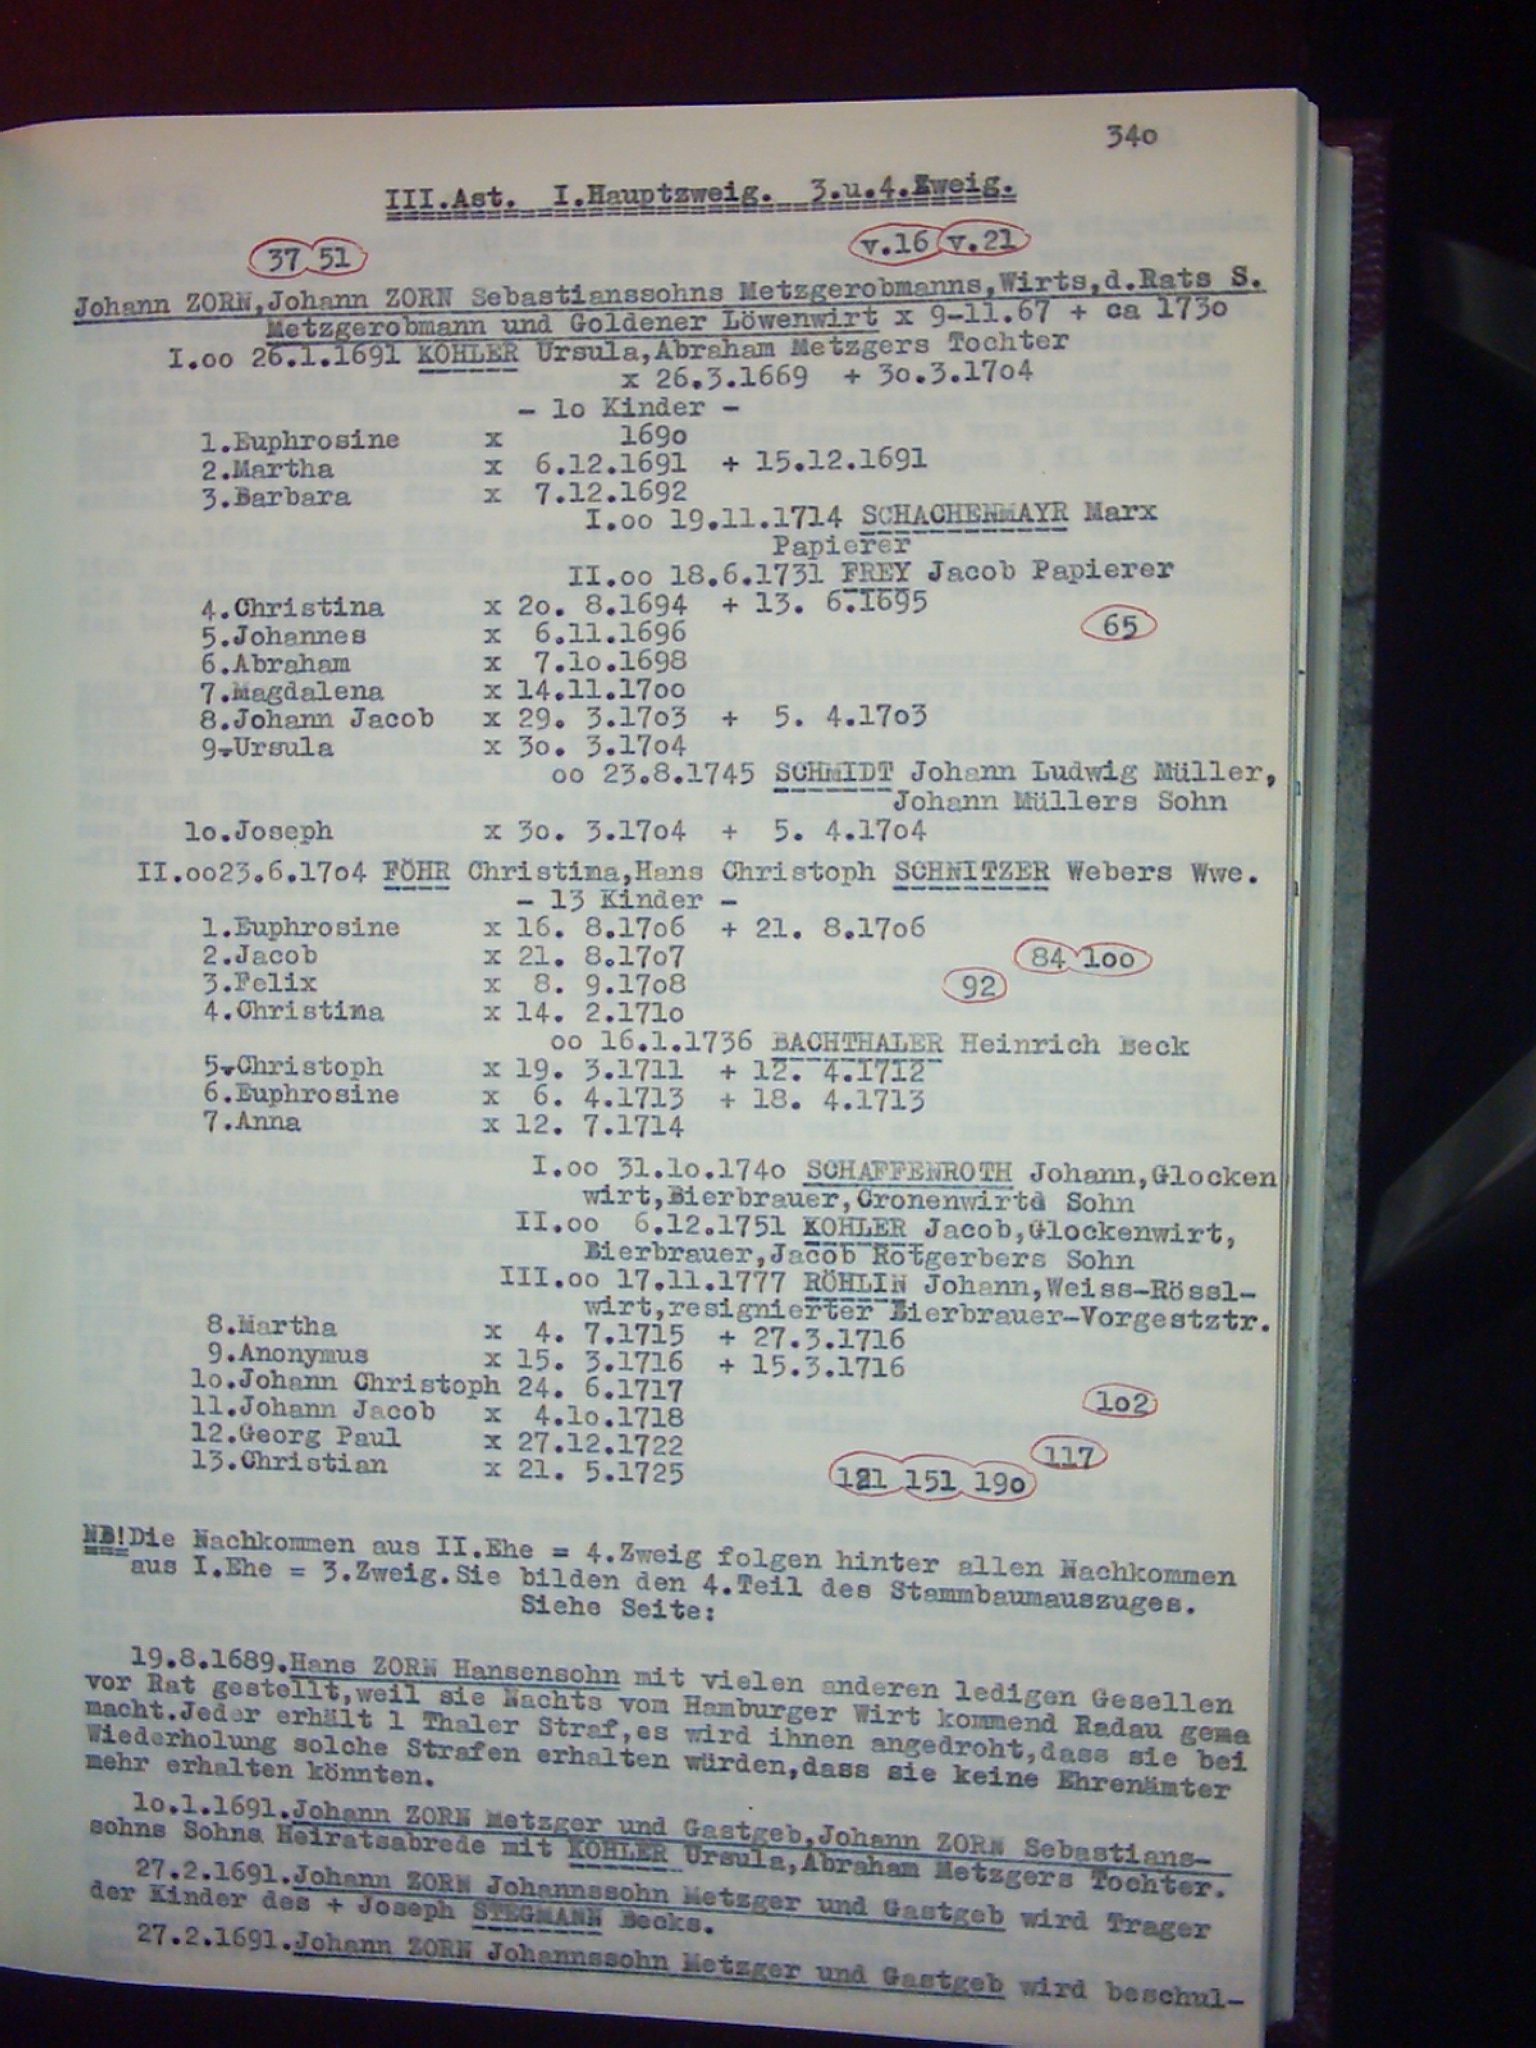 34o
III.Ast. I.Hauptzweig. 3.u.4.Zweig.
37 51 v.16 v.21
Johann ZORN,Johann ZORN Sebastianssohns Metzgerobmanns,Wirts,d.Rats S.
Metzgerobmann und Goldener Löwenwirt x 9-11.67 + ca 173o
I.oo 26.1.1691 KOHLER Ursula,Abraham Metzgers Tochter
x 26.3.1669 + 3o.3.17o4
- lo Kinder -
1.Euphrosine x 169o
2.Martha x 6.12.1691 + 15.12.1691
3.Barbara x 7.12.1692
I.oo 19.11.1714 SCHACHENMAYR Marx
Papierer
II.oo 18.6.1731 FREY Jacob Papierer
4.Christina x 2o. 8.1694 + 13. 6.1695
5.Johannes x 6.11.1696 65
6.Abraham x 7.lo.1698
7.Magdalena x 14.11.17oo
8.Johann Jacob x 29. 3.17o3 + 5. 4.17o3
9.Ursula x 3o. 3.17o4
oo 23.8.1745 SCHMIDT Johann Ludwig Müller,
Johann Müllers Sohn
lo.Joseph x 3o. 3.17o4 + 5. 4.17o4
II.oo23.6.17o4 FÖHR Christina,Hans Christoph SCHNITZER Webers Wwe.
- 13 Kinder -
1.Euphrosine x 16. 8.17o6 + 21. 8.17o6
2.Jacob x 21. 8.17o7 84 loo
3.Felix x 8. 9.17o8 92
4.Christina x 14. 2.171o
oo 16.1.1736 BACHTHALER Heinrich Beck
5.Christoph x 19. 3.1711 + 12. 4.1712
6.Euphrosine x 6. 4.1713 + 18. 4.1713
7.Anna x 12. 7.1714
I.oo 31.lo.174o SCHAFFENROTH Johann,Glocken
wirt,Bierbrauer,Cronenwirts Sohn
II.oo 6.12.1751 KOHLER Jacob,Glockenwirt,
Bierbrauer,Jacob Rotgerbers Sohn
III.oo 17.11.1777 RÖHLIN Johann,Weiss-Rössl-
wirt,resignierter Bierbrauer-Vorgestztr.
8.Martha x 4. 7.1715 + 27.3.1716
9.Anonymus x 15. 3.1716 + 15.3.1716
lo.Johann Christoph 24. 6.1717
11.Johann Jacob x 4.lo.1718 lo2
12.Georg Paul x 27.12.1722 117
13.Christian x 21. 5.1725 121 151 19o
NB!Die Nachkommen aus II.Ehe = 4.Zweig folgen hinter allen Nachkommen
aus I.Ehe = 3.Zweig.Sie bilden den 4.Teil des Stammbaumauszuges.
Siehe Seite:
19.8.1689.Hans ZORN Hansensohn mit vielen anderen ledigen Gesellen
vor Rat gestellt,weil sie Nachts vom Hamburger Wirt kommend Radau gema
macht.Jeder erhält 1 Thaler Straf,es wird ihnen angedroht,dass sie bei
Wiederholung solche Strafen erhalten würden,dass sie keine Ehrenämter
mehr erhalten könnten.
lo.1.1691.Johann ZORN Metzger und Gastgeb,Johann ZORN Sebastians-
sohns Sohns Heiratsabrede mit KOHLER Ursula,Abraham Metzgers Tochter.
27.2.1691.Johann ZORN Johannssohn Metzger und Gastgeb wird Trager
der Kinder des + Joseph STEGMANN Becks.
27.2.1691.Johann ZORN Johannssohn Metzger und Gastgeb wird beschul-